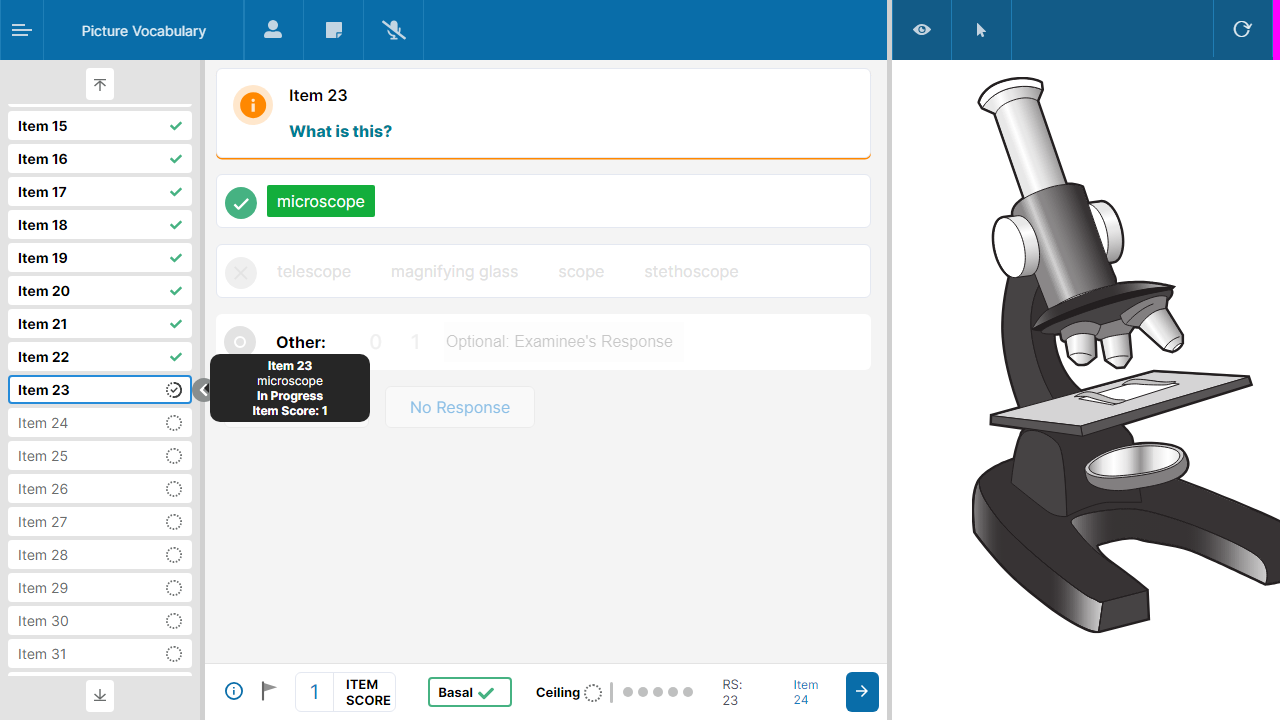 Picture Vocabulary
Item 15
Item 16
Item 17
Item 18
Item 19
Item 20
Item 21
Item 22
Item 23
Item 24
Item 25
Item 26
Item 27
Item 28
Item 29
Item 30
Item 31
Item 23
What is this?
microscope
telescope magnifying glass scope stethoscope
Other: 0 1 Optional: Examinee's Response
Item 23
microscope
In Progress
Item Score: 1
No Response
1 ITEM SCORE
Basal
Ceiling
RS:
23
Item
24